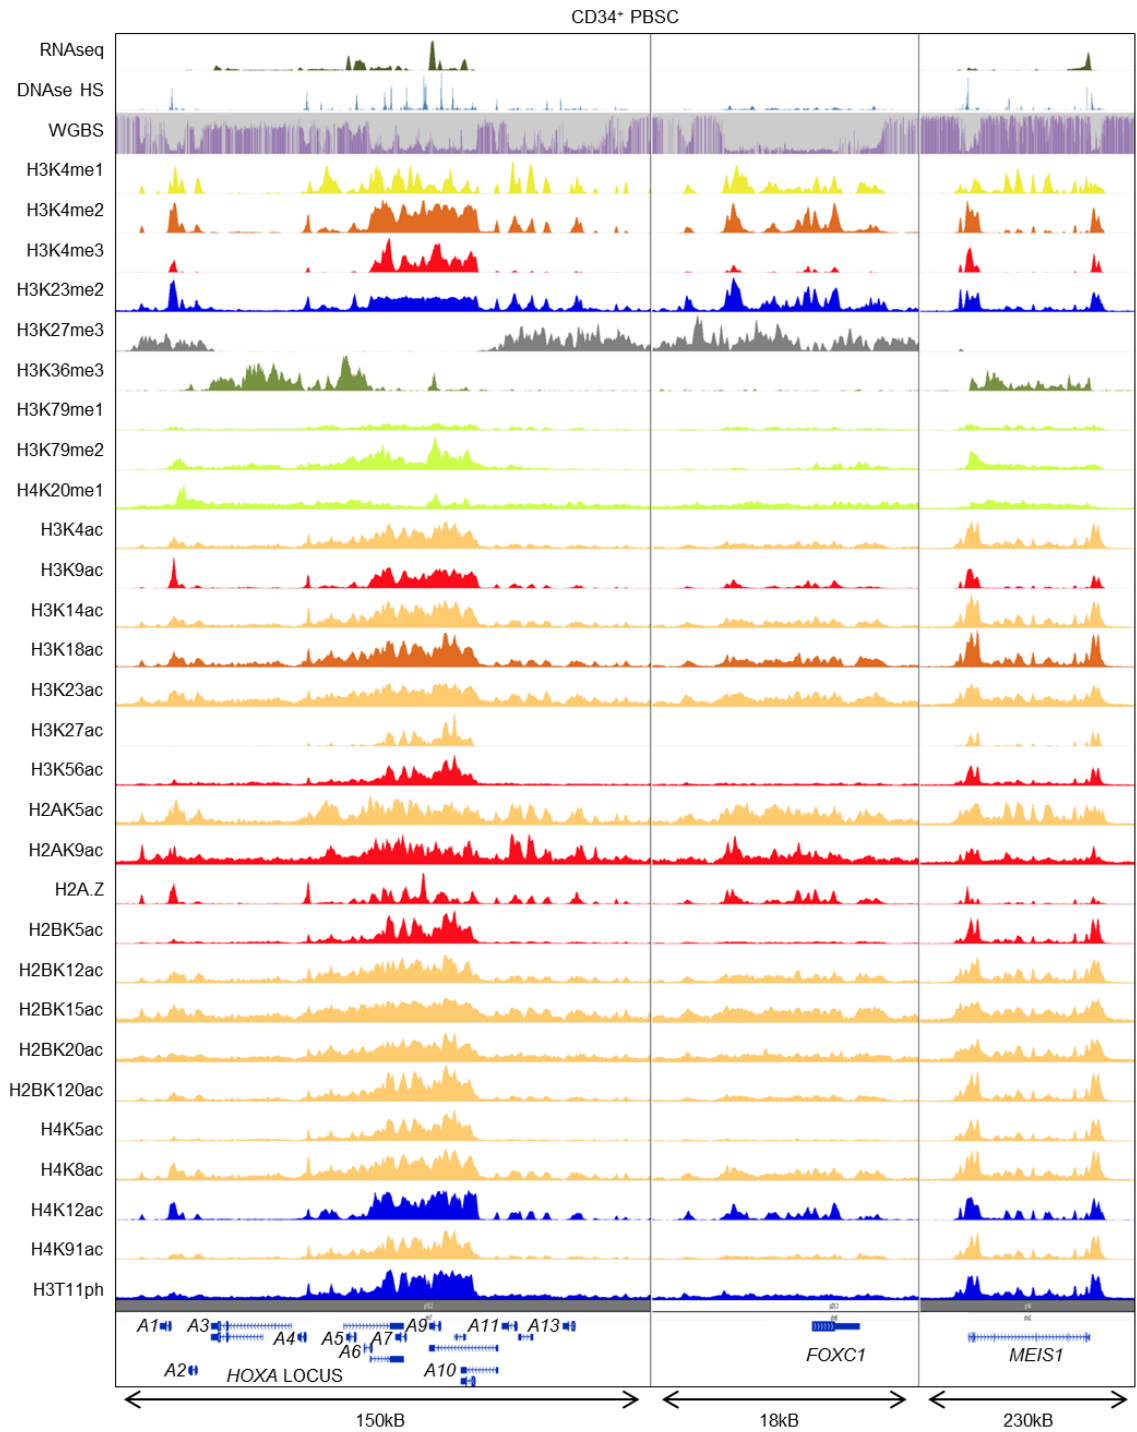 CD34⁺ PBSC
RNAseq
DNAse HS
WGBS
H3K4me1
H3K4me2
H3K4me3
H3K23me2
H3K27me3
H3K36me3
H3K79me1
H3K79me2
H4K20me1
H3K4ac
H3K9ac
H3K14ac
H3K18ac
H3K23ac
H3K27ac
H3K56ac
H2AK5ac
H2AK9ac
H2A.Z
H2BK5ac
H2BK12ac
H2BK15ac
H2BK20ac
H2BK120ac
H4K5ac
H4K8ac
H4K12ac
H4K91ac
H3T11ph
A1 A3 A4 A5 A7 A9 A11 A13
A6
A2 A10
HOXA LOCUS
FOXC1
MEIS1
150kB 18kB 230kB